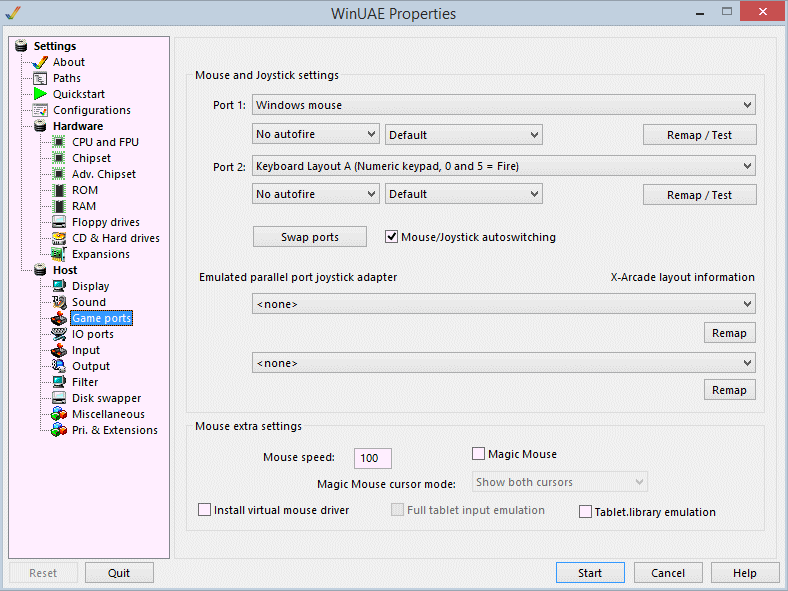 WinUAE Properties
Settings
About
Paths
Quickstart
Configurations
Hardware
CPU and FPU
Chipset
Adv. Chipset
ROM
RAM
Floppy drives
CD & Hard drives
Expansions
Host
Display
Sound
Game ports
IO ports
Input
Output
Filter
Disk swapper
Miscellaneous
Pri. & Extensions
Mouse and Joystick settings
Port 1: Windows mouse
No autofire Default Remap / Test
Port 2: Keyboard Layout A (Numeric keypad, 0 and 5 = Fire)
No autofire Default Remap / Test
Swap ports Mouse/Joystick autoswitching
Emulated parallel port joystick adapter X-Arcade layout information
<none>
Remap
<none>
Remap
Mouse extra settings
Mouse speed: 100 Magic Mouse
Magic Mouse cursor mode: Show both cursors
Install virtual mouse driver Full tablet input emulation Tablet.library emulation
Reset Quit Start Cancel Help